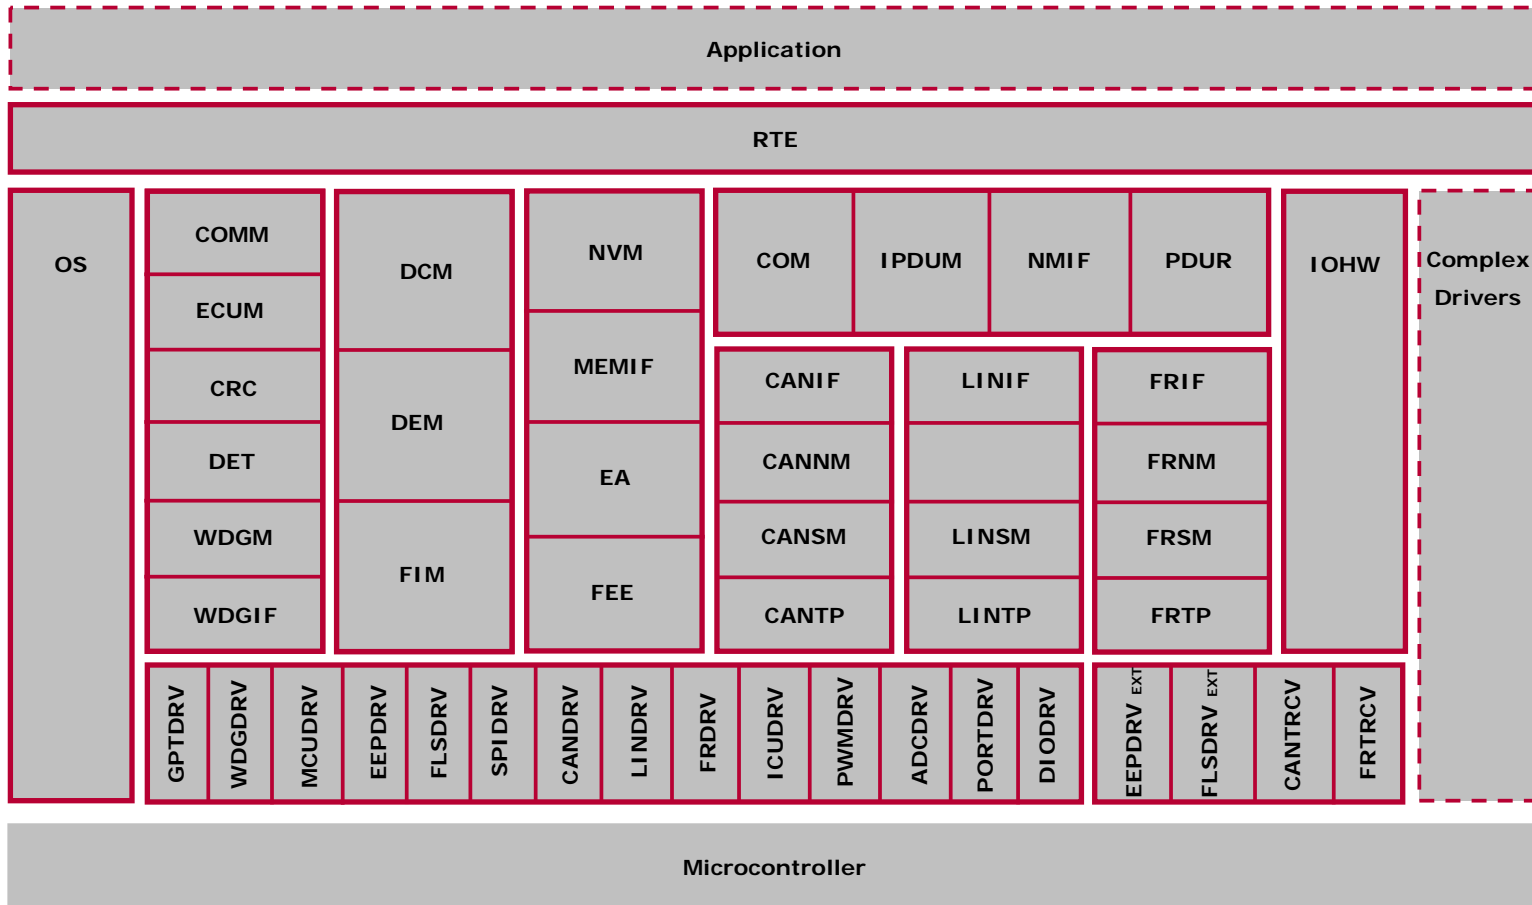 Application
RTE
OS
COMM
ECUM
CRC
DET
WDGM
WDGIF
DCM
DEM
FIM
NVM
MEMIF
EA
FEE
COM
IPDUM
NMIF
PDUR
CANIF
CANNM
CANSM
CANTP
LINIF
LINSM
LINTP
FRIF
FRNM
FRSM
FRTP
IOHW
Complex
Drivers
GPTDRV
WDGDRV
MCUDRV
EEPDRV
FLSDRV
SPIDRV
CANDRV
LINDRV
FRDRV
ICUDRV
PWMDRV
ADCDRV
PORTDRV
DIODRV
EEPDRV EXT
FLSDRV EXT
CANTRCV
FRTRCV
Microcontroller